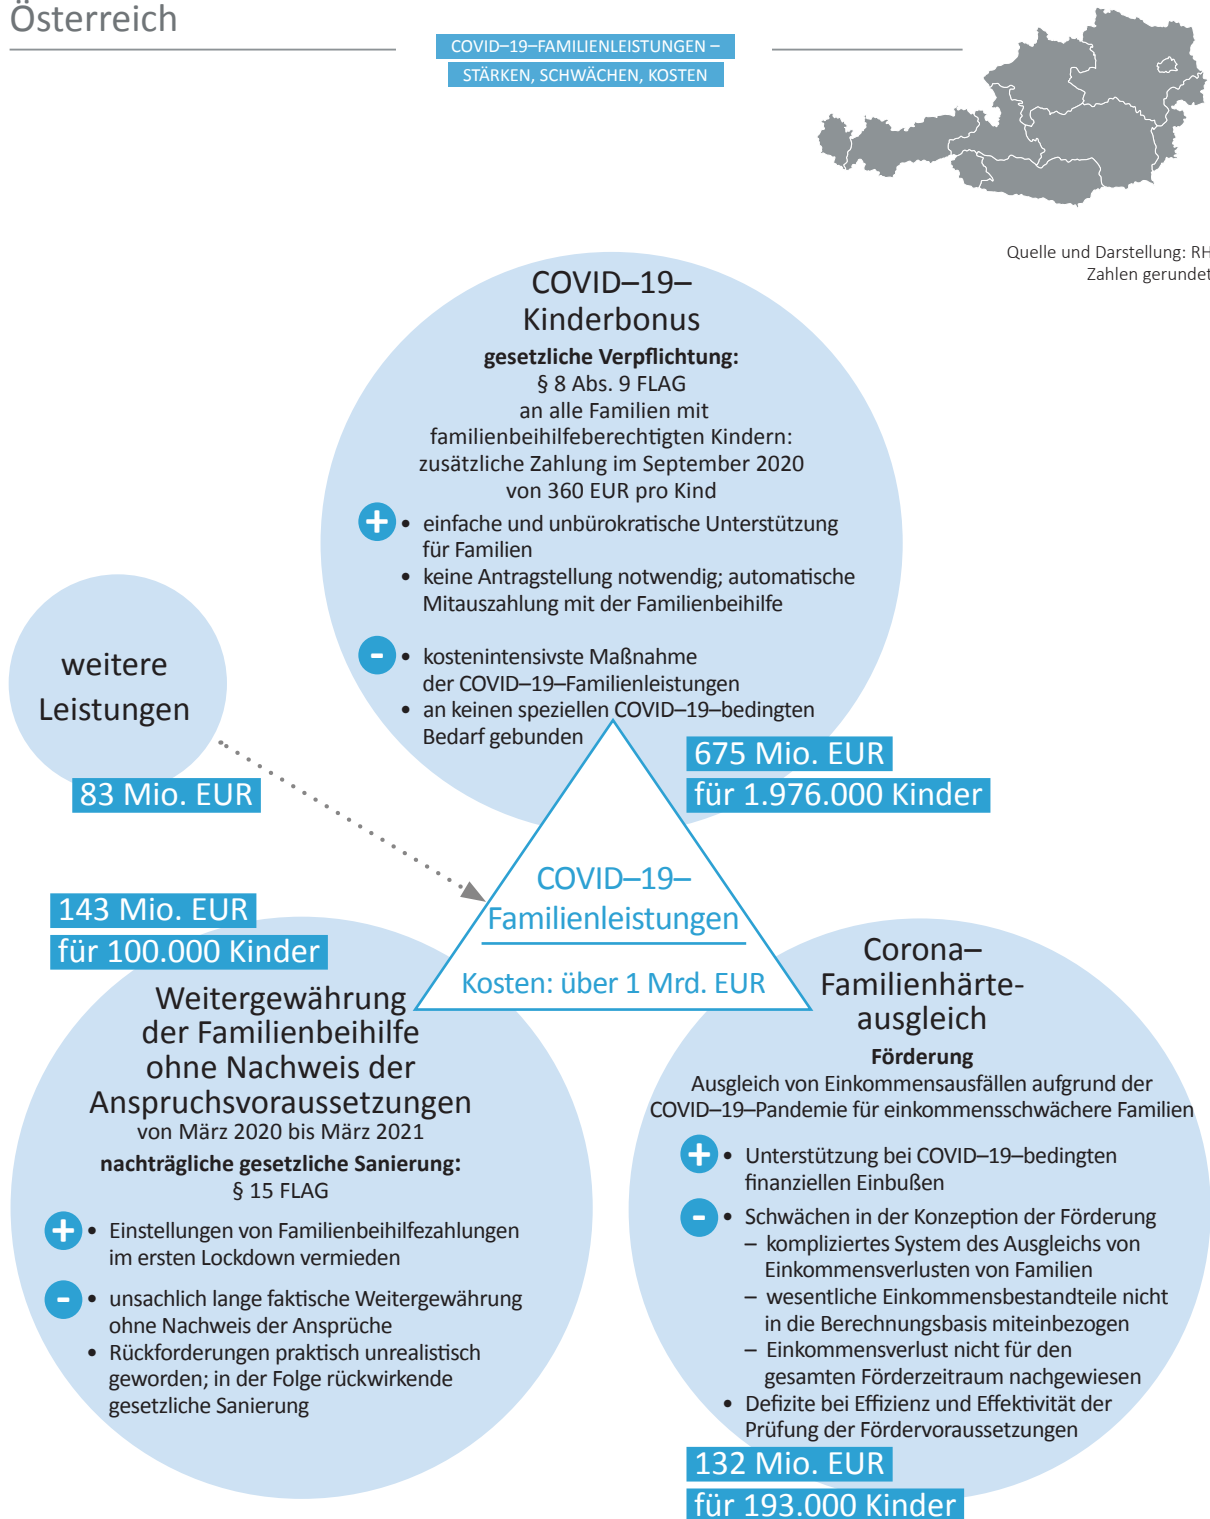 Österreich
COVID–19–FAMILIENLEISTUNGEN –
STÄRKEN, SCHWÄCHEN, KOSTEN
Quelle und Darstellung: RH
Zahlen gerundet
COVID–19–
Kinderbonus
gesetzliche Verpflichtung:
§ 8 Abs. 9 FLAG
an alle Familien mit
familienbeihilfeberechtigten Kindern:
zusätzliche Zahlung im September 2020
von 360 EUR pro Kind
+
• einfache und unbürokratische Unterstützung
für Familien
• keine Antragstellung notwendig; automatische
Mitauszahlung mit der Familienbeihilfe
-
• kostenintensivste Maßnahme
der COVID–19–Familienleistungen
• an keinen speziellen COVID–19–bedingten
Bedarf gebunden
675 Mio. EUR
für 1.976.000 Kinder
weitere
Leistungen
83 Mio. EUR
COVID–19–
Familienleistungen
Kosten: über 1 Mrd. EUR
143 Mio. EUR
für 100.000 Kinder
Weitergewährung
der Familienbeihilfe
ohne Nachweis der
Anspruchsvoraussetzungen
von März 2020 bis März 2021
nachträgliche gesetzliche Sanierung:
§ 15 FLAG
+
• Einstellungen von Familienbeihilfezahlungen
im ersten Lockdown vermieden
-
• unsachlich lange faktische Weitergewährung
ohne Nachweis der Ansprüche
• Rückforderungen praktisch unrealistisch
geworden; in der Folge rückwirkende
gesetzliche Sanierung
Corona–
Familienhärte-
ausgleich
Förderung
Ausgleich von Einkommensausfällen aufgrund der
COVID–19–Pandemie für einkommensschwächere Familien
+
• Unterstützung bei COVID–19–bedingten
finanziellen Einbußen
-
• Schwächen in der Konzeption der Förderung
– kompliziertes System des Ausgleichs von
Einkommensverlusten von Familien
– wesentliche Einkommensbestandteile nicht
in die Berechnungsbasis miteinbezogen
– Einkommensverlust nicht für den
gesamten Förderzeitraum nachgewiesen
• Defizite bei Effizienz und Effektivität der
Prüfung der Fördervoraussetzungen
132 Mio. EUR
für 193.000 Kinder